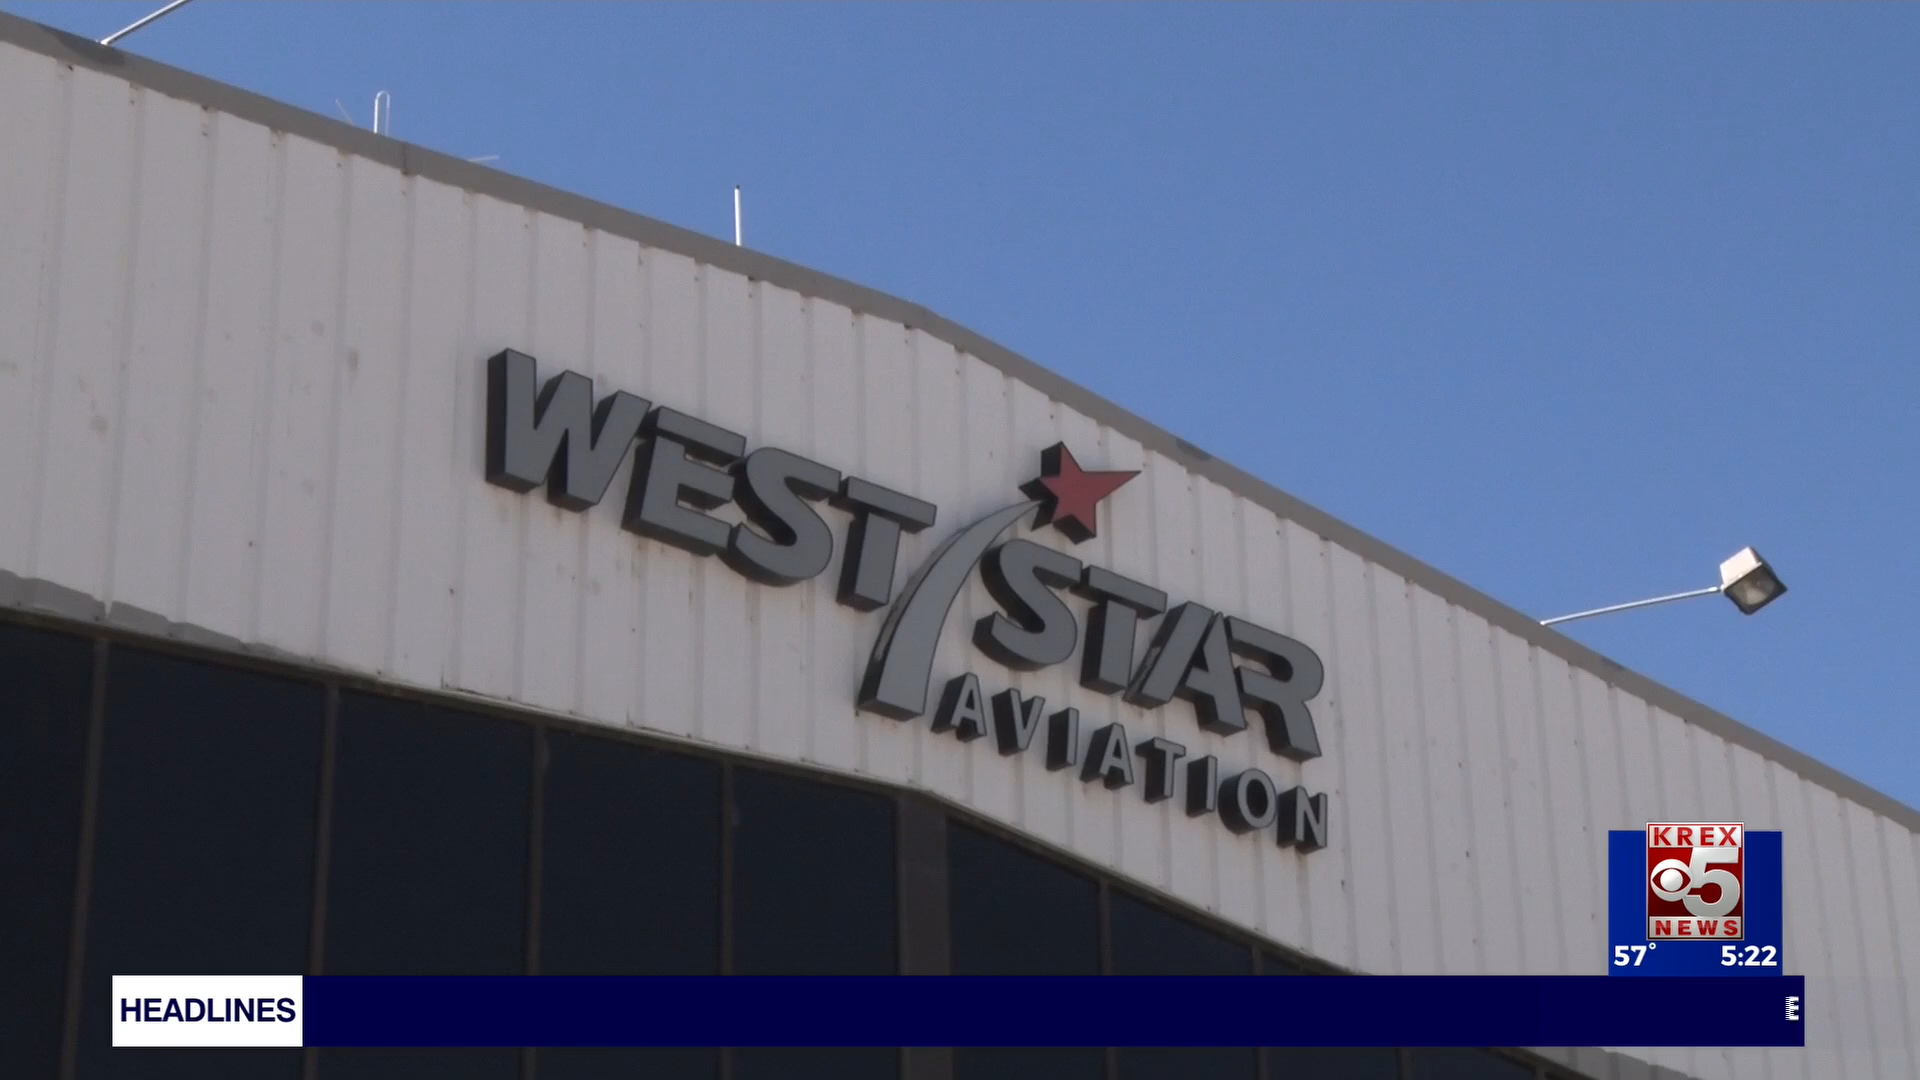 WEST STAR
AVIATION
KREX
5
NEWS
57° 5:22
HEADLINES